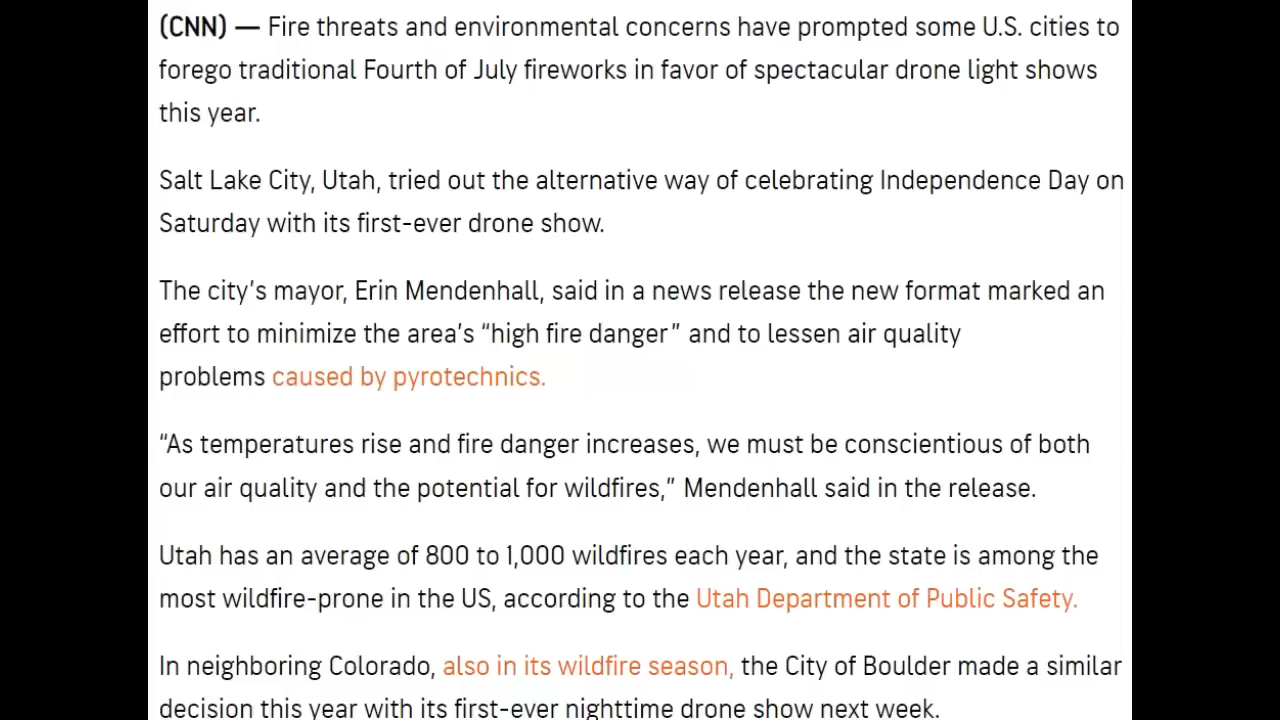 (CNN) — Fire threats and environmental concerns have prompted some U.S. cities to
forego traditional Fourth of July fireworks in favor of spectacular drone light shows
this year.
Salt Lake City, Utah, tried out the alternative way of celebrating Independence Day on
Saturday with its first-ever drone show.
The city’s mayor, Erin Mendenhall, said in a news release the new format marked an
effort to minimize the area’s “high fire danger” and to lessen air quality
problems caused by pyrotechnics.
“As temperatures rise and fire danger increases, we must be conscientious of both
our air quality and the potential for wildfires,” Mendenhall said in the release.
Utah has an average of 800 to 1,000 wildfires each year, and the state is among the
most wildfire-prone in the US, according to the Utah Department of Public Safety.
In neighboring Colorado, also in its wildfire season, the City of Boulder made a similar
decision this year with its first-ever nighttime drone show next week.